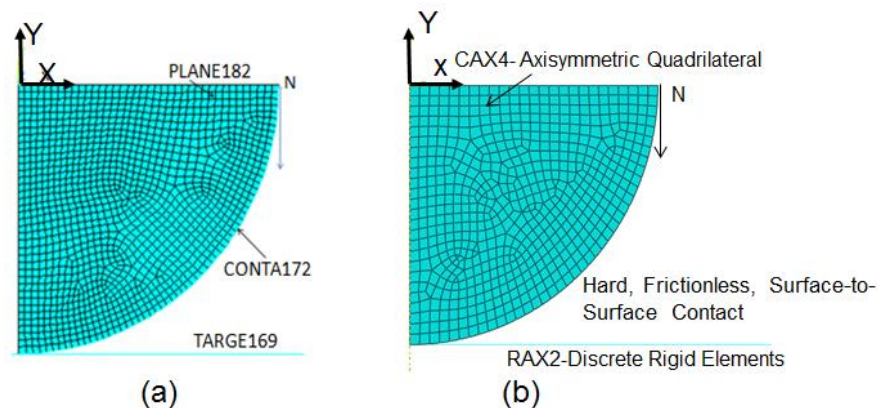 Y
X
PLANE182
N
CONTA172
TARGE169
(a)
Y
X
CAX4- Axisymmetric Quadrilateral
N
Hard, Frictionless, Surface-to-
Surface Contact
RAX2-Discrete Rigid Elements
(b)